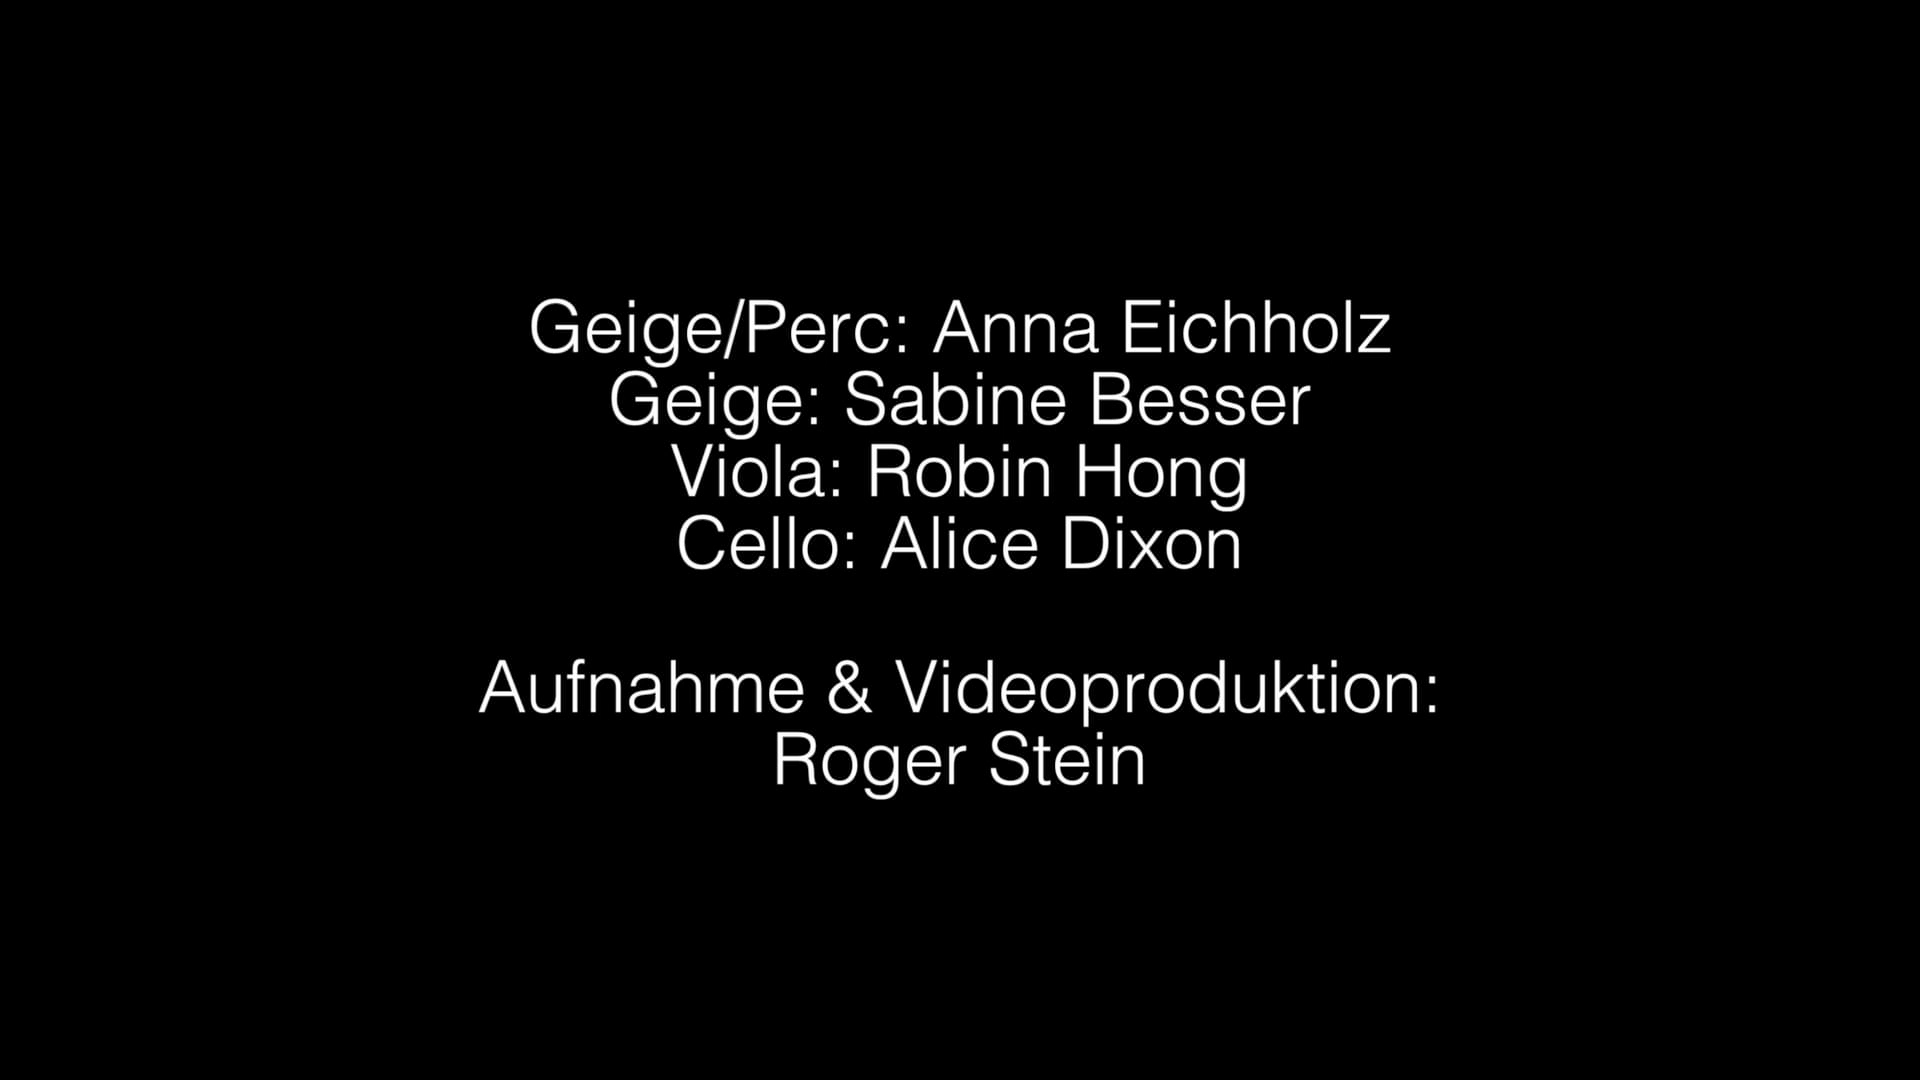 Geige/Perc: Anna Eichholz
Geige: Sabine Besser
Viola: Robin Hong
Cello: Alice Dixon
Aufnahme & Videoproduktion:
Roger Stein